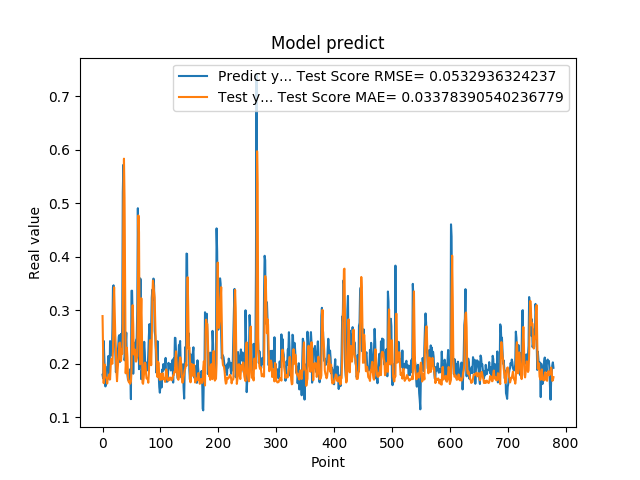 Model predict
Predict y... Test Score RMSE= 0.0532936324237
Test y... Test Score MAE= 0.03378390540236779
0.7
0.6
0.5
0.4
0.3
0.2
0.1
Real value
0 100 200 300 400 500 600 700 800
Point